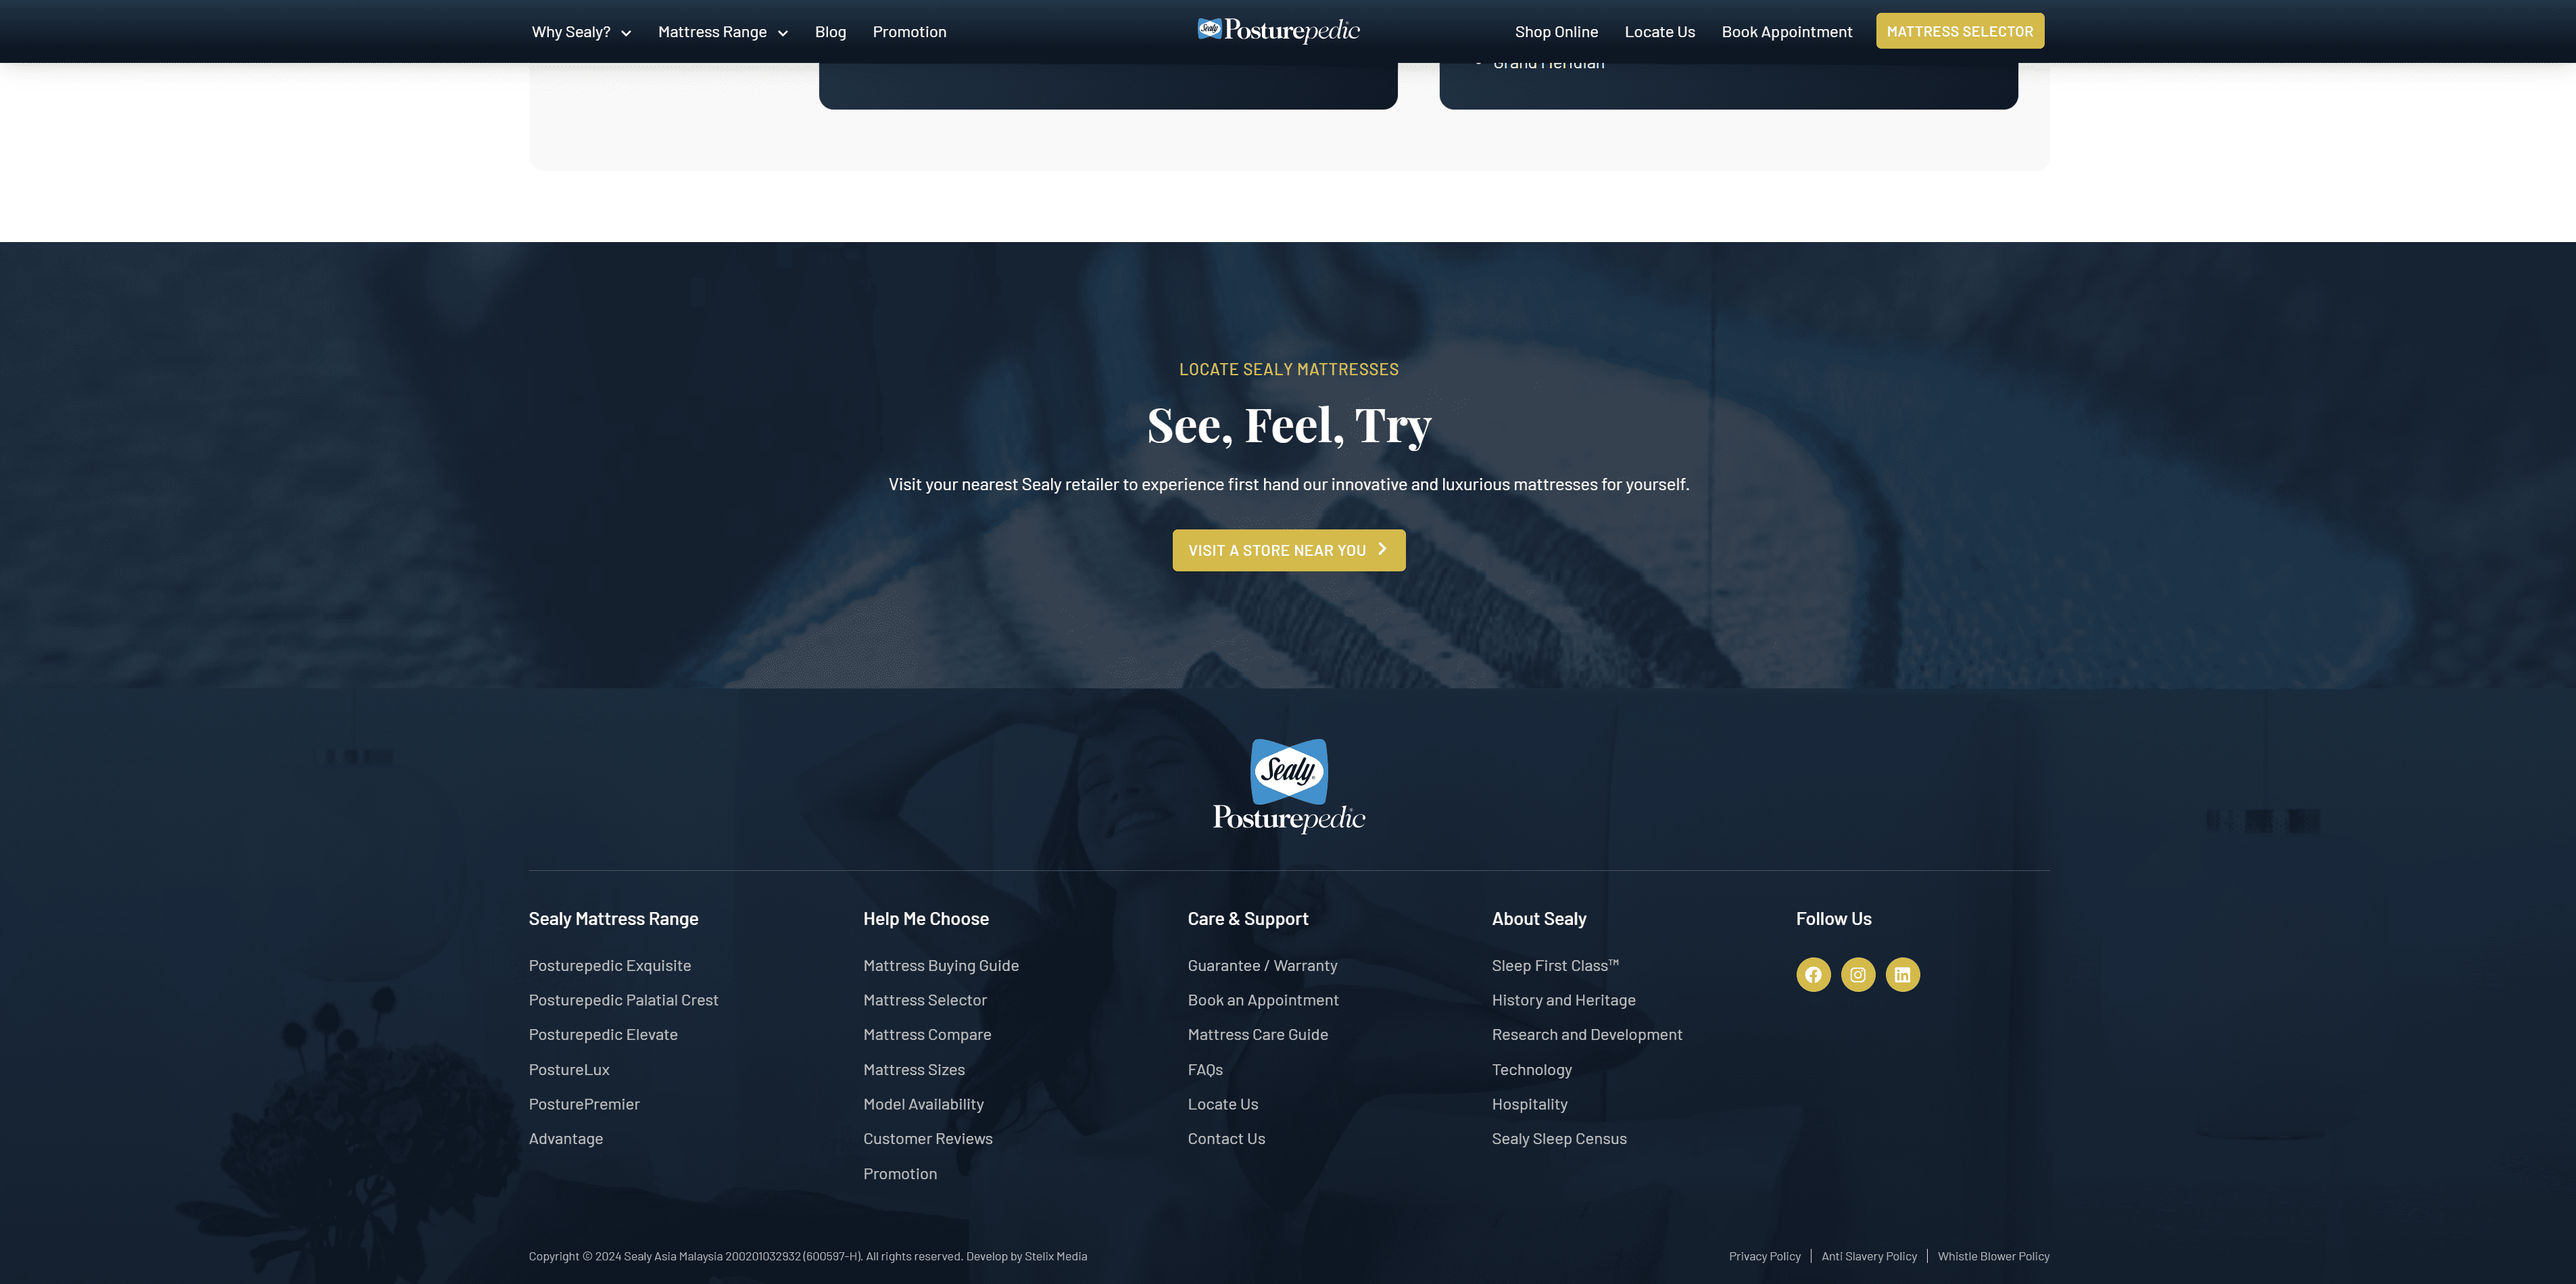 Why Sealy?
Mattress Range
Blog
Promotion
Sealy Posturepedic
Shop Online
Locate Us
Book Appointment
MATTRESS SELECTOR
Grand Meridian
LOCATE SEALY MATTRESSES
See, Feel, Try
Visit your nearest Sealy retailer to experience first hand our innovative and luxurious mattresses for yourself.
VISIT A STORE NEAR YOU
Sealy
Posturepedic
Sealy Mattress Range
Posturepedic Exquisite
Posturepedic Palatial Crest
Posturepedic Elevate
PostureLux
PosturePremier
Advantage
Help Me Choose
Mattress Buying Guide
Mattress Selector
Mattress Compare
Mattress Sizes
Model Availability
Customer Reviews
Promotion
Care & Support
Guarantee / Warranty
Book an Appointment
Mattress Care Guide
FAQs
Locate Us
Contact Us
About Sealy
Sleep First Class™
History and Heritage
Research and Development
Technology
Hospitality
Sealy Sleep Census
Follow Us
Copyright © 2024 Sealy Asia Malaysia 200201032932 (600597-H). All rights reserved. Develop by Stelix Media
Privacy Policy
Anti Slavery Policy
Whistle Blower Policy